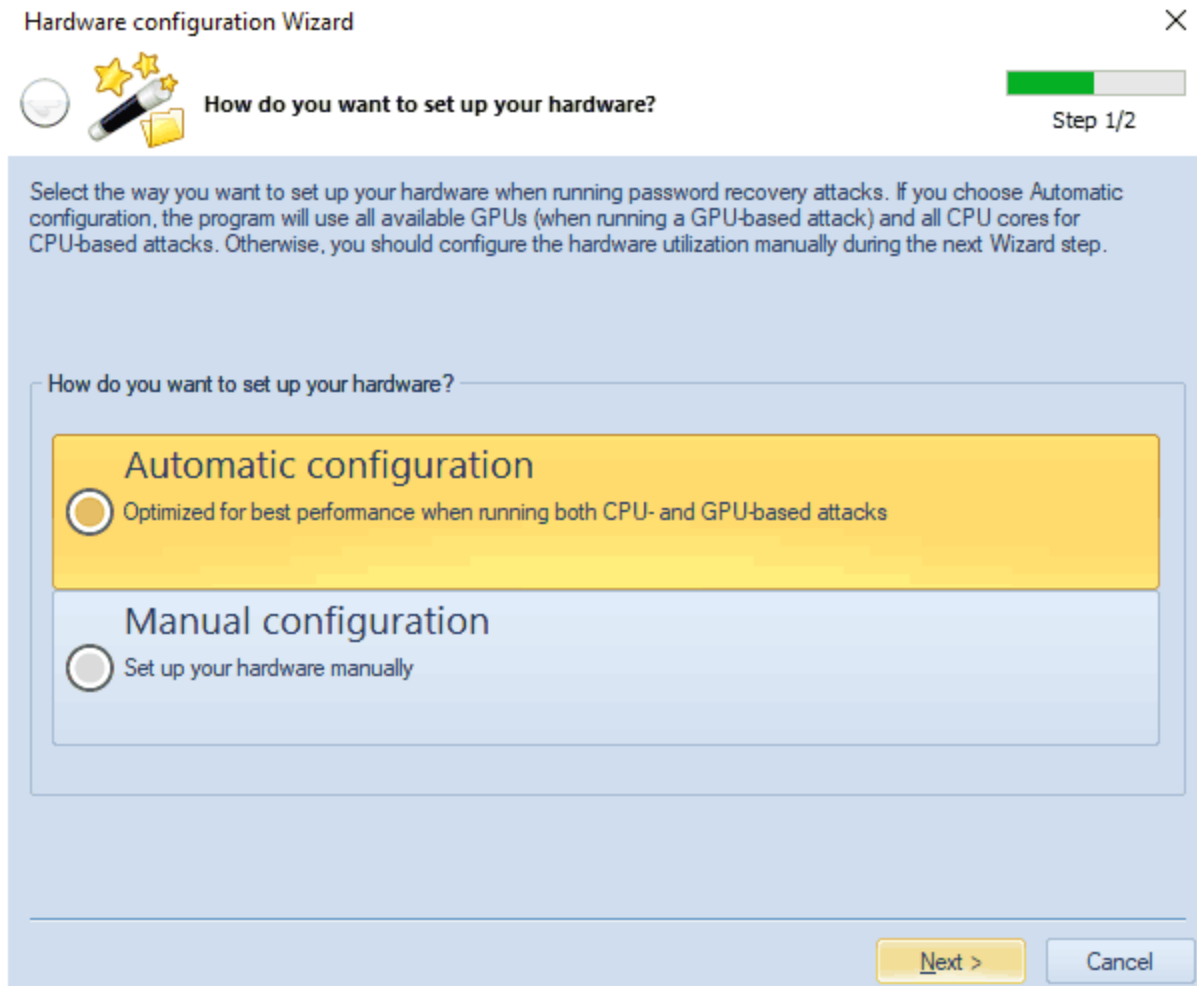 Hardware configuration Wizard
How do you want to set up your hardware?
Step 1/2
Select the way you want to set up your hardware when running password recovery attacks. If you choose Automatic
configuration, the program will use all available GPUs (when running a GPU-based attack) and all CPU cores for
CPU-based attacks. Otherwise, you should configure the hardware utilization manually during the next Wizard step.
How do you want to set up your hardware?
Automatic configuration
Optimized for best performance when running both CPU- and GPU-based attacks
Manual configuration
Set up your hardware manually
Next >
Cancel